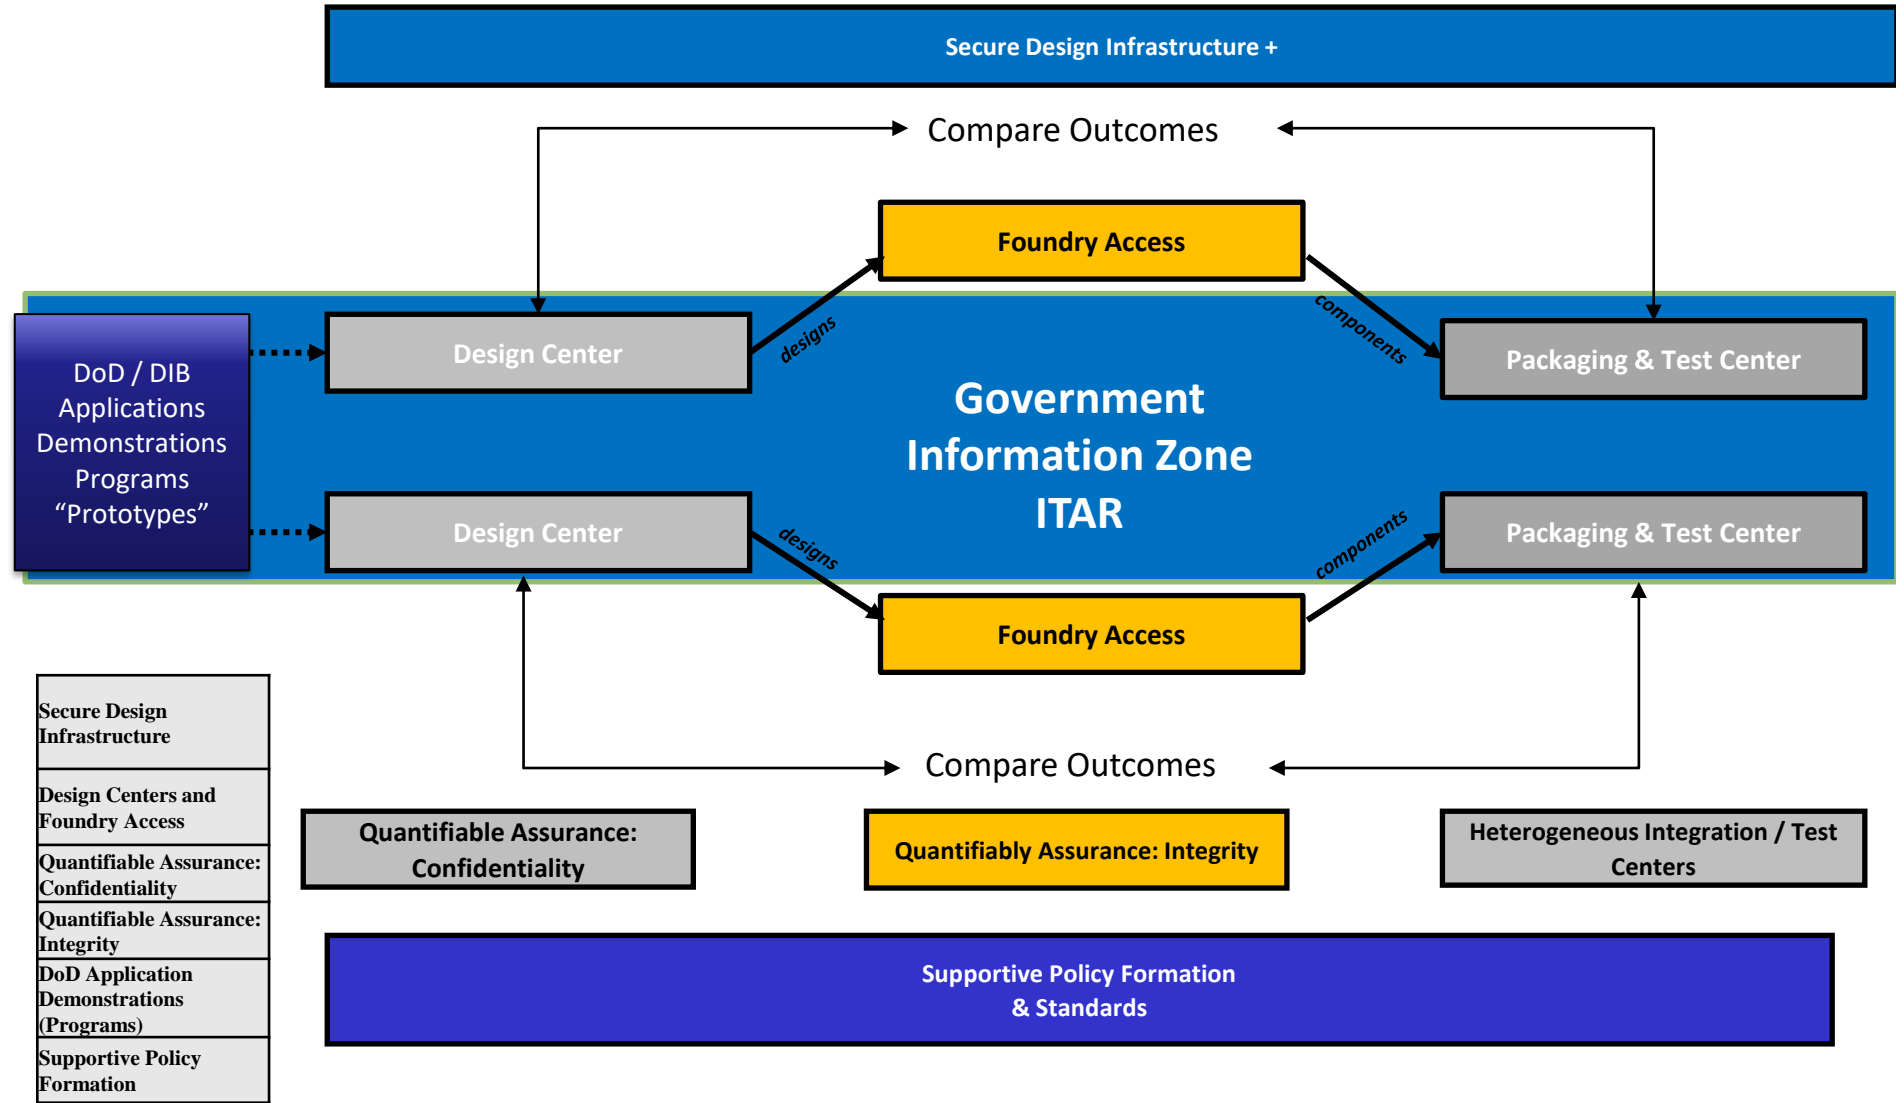 Secure Design Infrastructure +
Compare Outcomes
Foundry Access
designs
components
DoD / DIB
Applications
Demonstrations
Programs
“Prototypes”
Design Center
Packaging & Test Center
Government
Information Zone
ITAR
Design Center
designs
components
Packaging & Test Center
Foundry Access
Compare Outcomes
Secure Design
Infrastructure
Design Centers and
Foundry Access
Quantifiable Assurance:
Confidentiality
Quantifiable Assurance:
Integrity
DoD Application
Demonstrations
(Programs)
Supportive Policy
Formation
Quantifiable Assurance:
Confidentiality
Quantifiably Assurance: Integrity
Heterogeneous Integration / Test
Centers
Supportive Policy Formation
& Standards